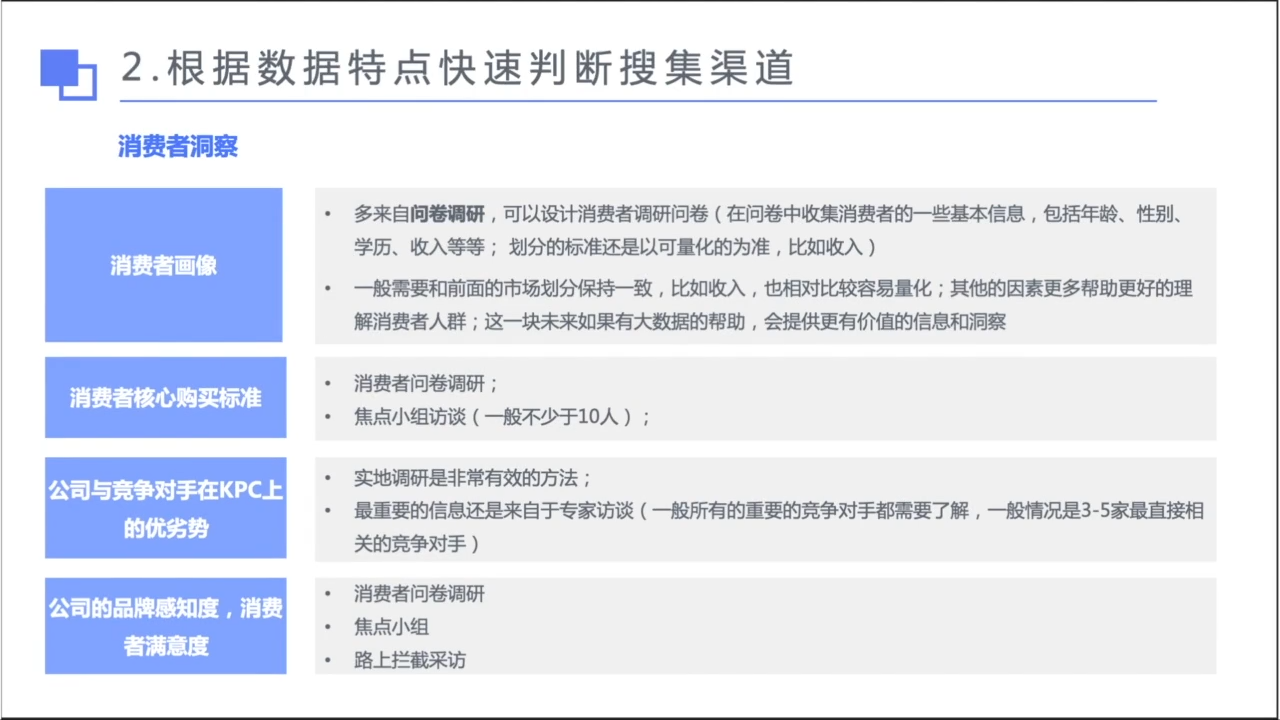 2.根据数据特点快速判断搜集渠道
消费者洞察
消费者画像
• 多来自问卷调研，可以设计消费者调研问卷（在问卷中收集消费者的一些基本信息，包括年龄、性别、
学历、收入等等； 划分的标准还是以可量化的为准，比如收入）
• 一般需要和前面的市场划分保持一致，比如收入，也相对比较容易量化；其他的因素更多帮助更好的理
解消费者人群；这一块未来如果有大数据的帮助，会提供更有价值的信息和洞察
消费者核心购买标准
• 消费者问卷调研；
• 焦点小组访谈（一般不少于10人）；
公司与竞争对手在KPC上
的优劣势
• 实地调研是非常有效的方法；
• 最重要的信息还是来自于专家访谈（一般所有的重要的竞争对手都需要了解，一般情况是3-5家最直接相
关的竞争对手）
公司的品牌感知度，消费
者满意度
• 消费者问卷调研
• 焦点小组
• 路上拦截采访